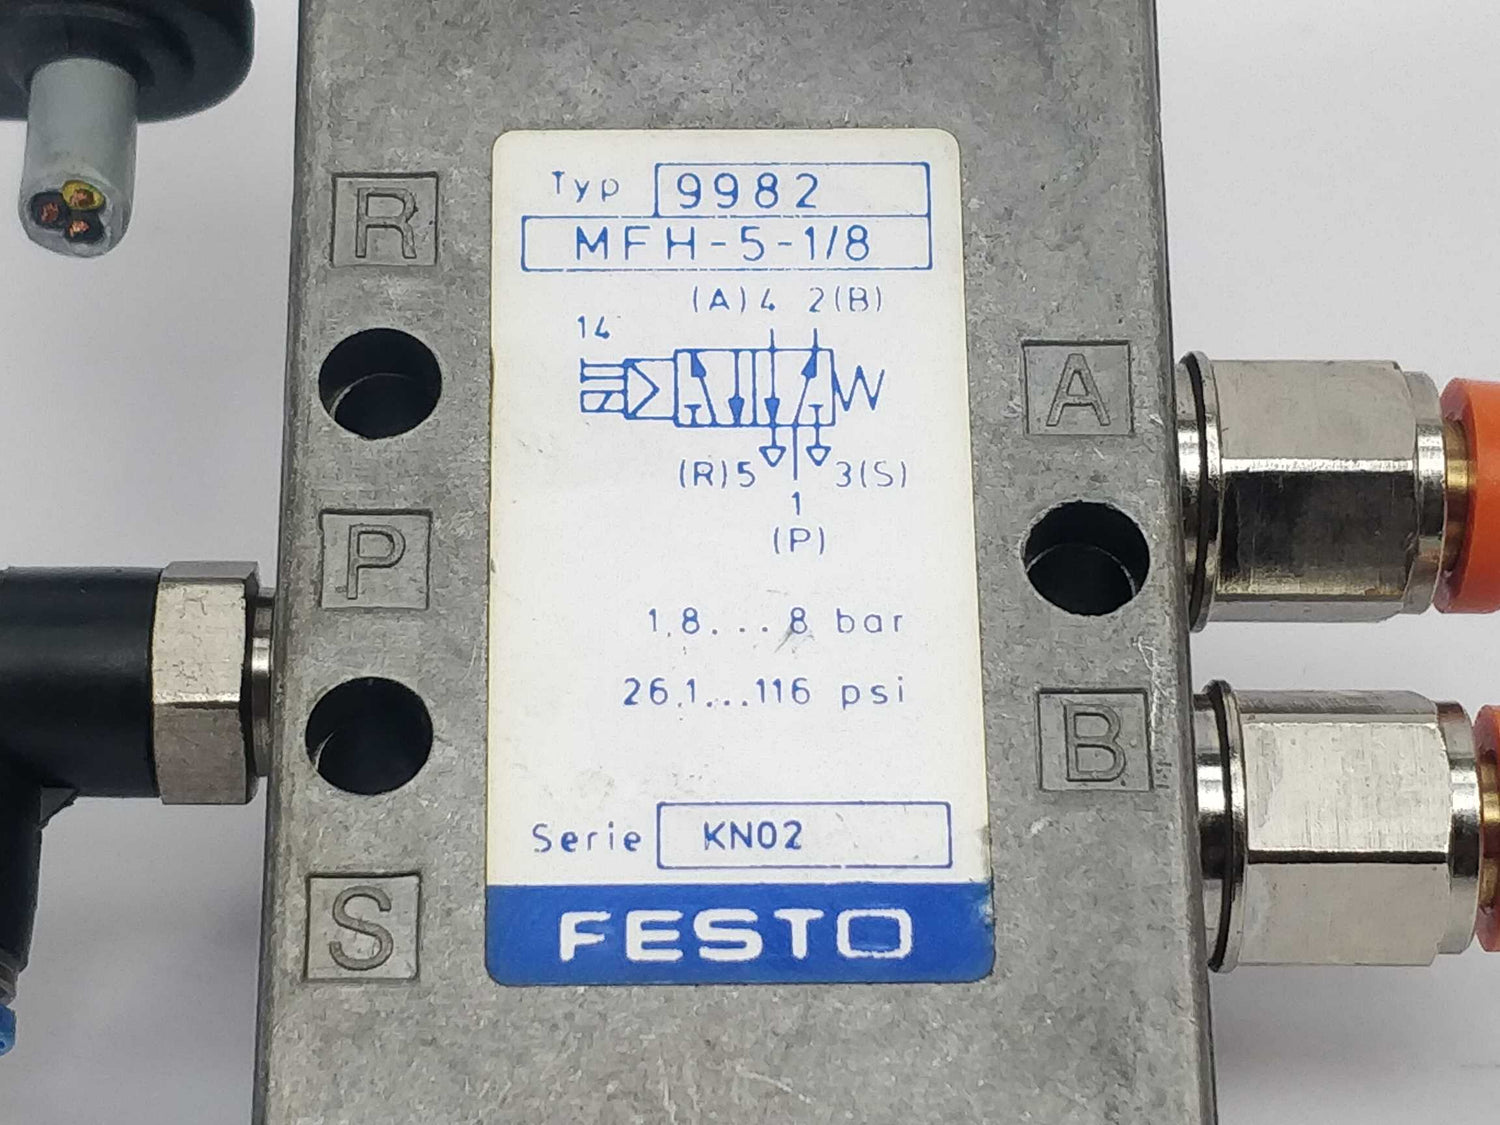 Typ 9982
MFH-5-1/8
(A)4 2(B)
14
(R)5 3(S)
1
(P)
1,8...8 bar
26,1...116 psi
Serie KN02
FESTO
R
P
S
A
B